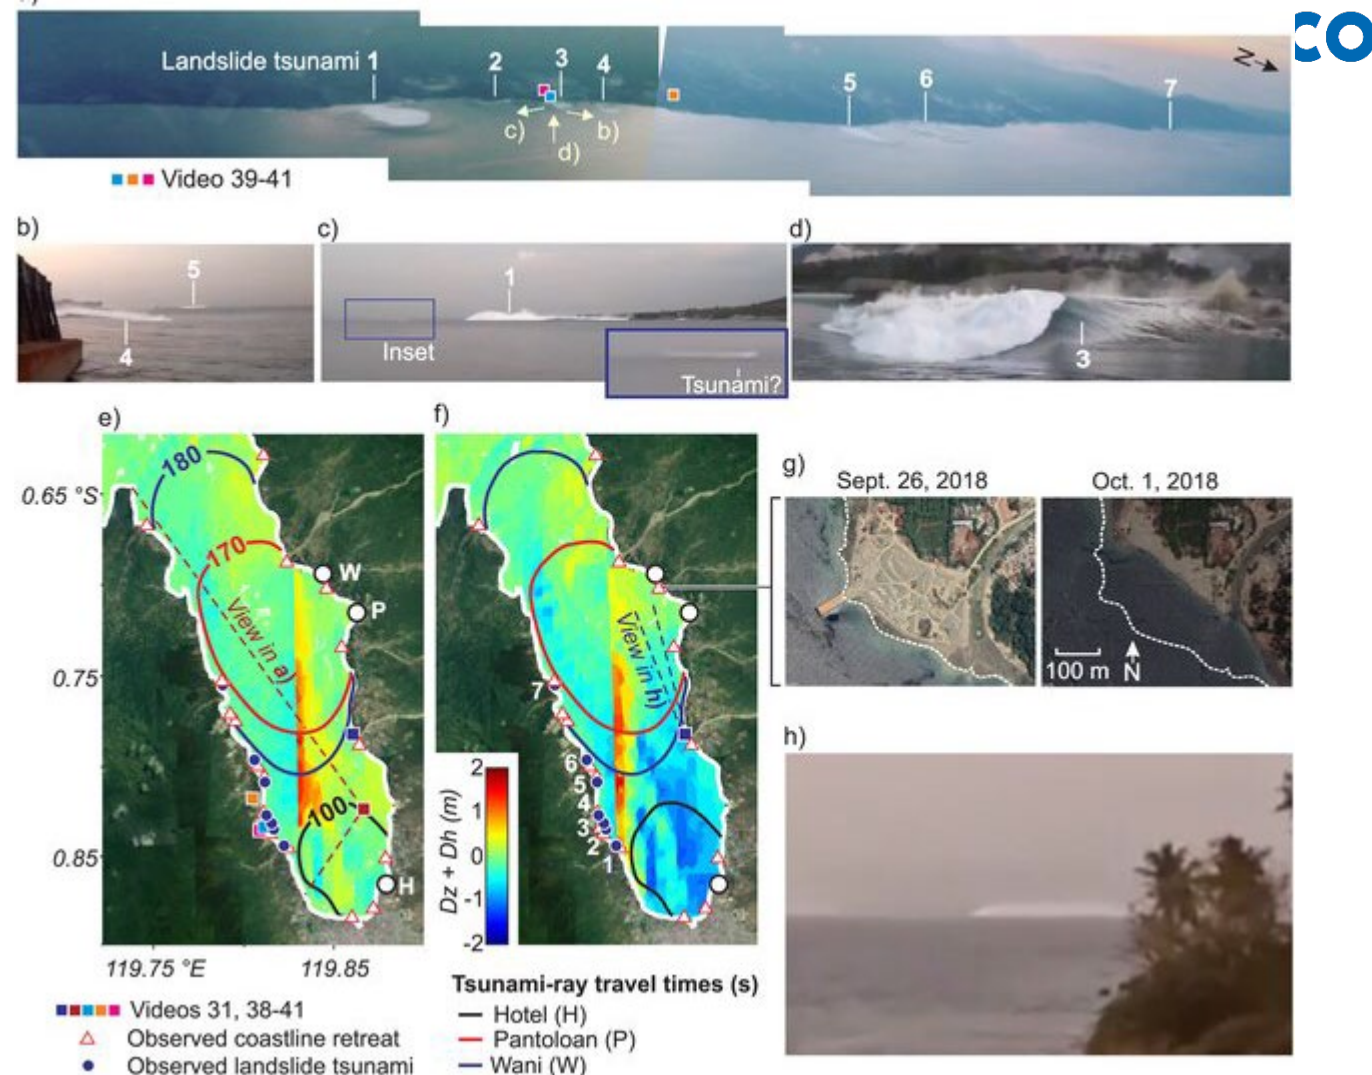 CO
Landslide tsunami 1 2 3 4 5 6 7
N
c) b)
d)
Video 39-41
b) c) d)
5
4
1
Inset
Tsunami?
3
e) f) g)
Sept. 26, 2018 Oct. 1, 2018
0.65 °S
0.75
0.85
180
170
100
View in a)
W
P
H
View in h)
7
6
5
4
3
2
1
100 m N
h)
2
1
0
-1
-2
Dz + Dh (m)
119.75 °E 119.85
Tsunami-ray travel times (s)
Videos 31, 38-41
Hotel (H)
Observed coastline retreat
Pantoloan (P)
Observed landslide tsunami
Wani (W)